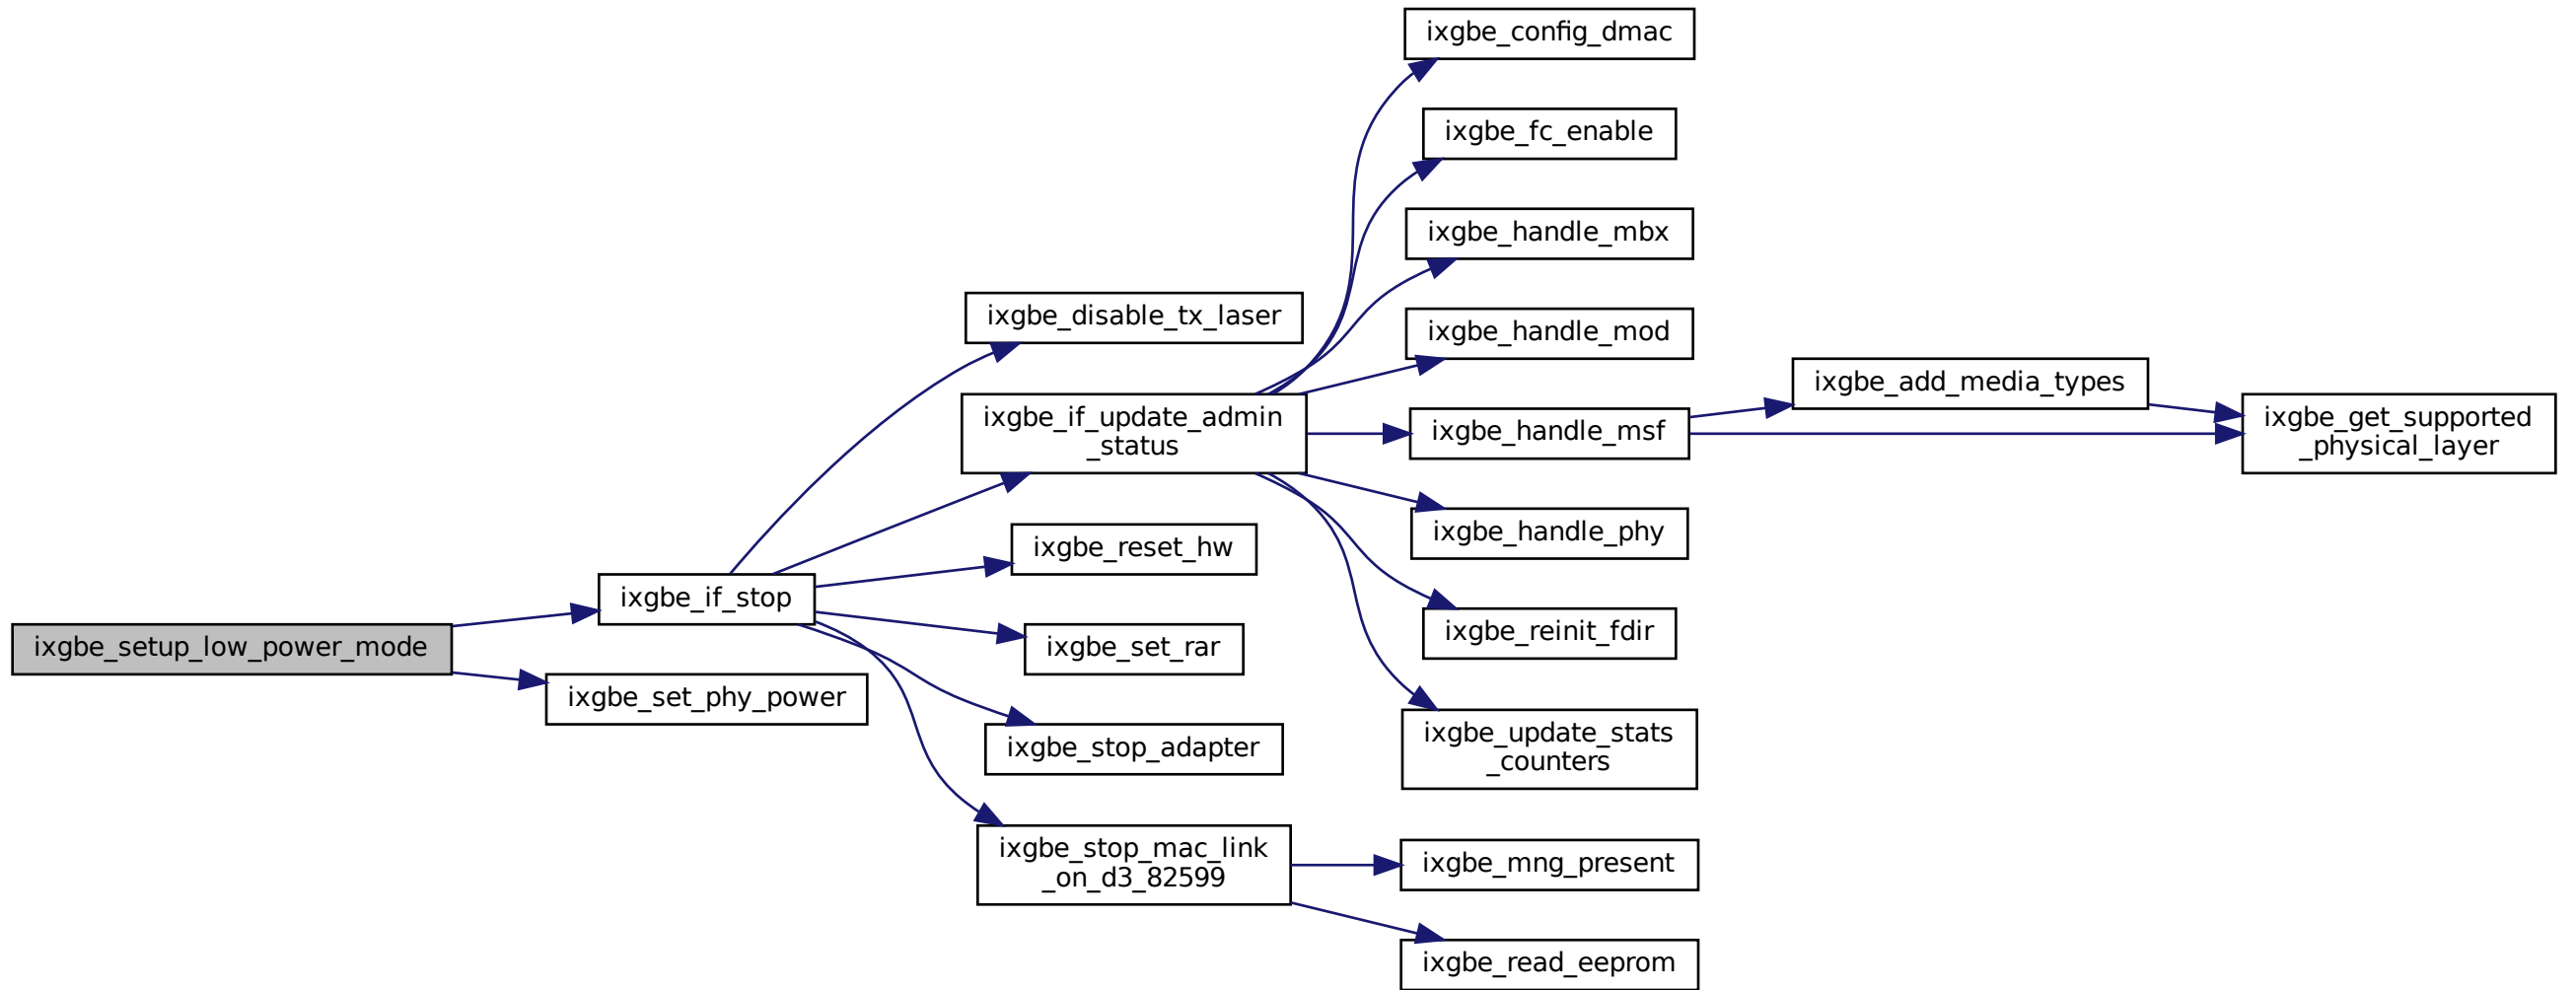 ixgbe_setup_low_power_mode
ixgbe_if_stop
ixgbe_set_phy_power
ixgbe_disable_tx_laser
ixgbe_if_update_admin
_status
ixgbe_reset_hw
ixgbe_set_rar
ixgbe_stop_adapter
ixgbe_stop_mac_link
_on_d3_82599
ixgbe_config_dmac
ixgbe_fc_enable
ixgbe_handle_mbx
ixgbe_handle_mod
ixgbe_handle_msf
ixgbe_handle_phy
ixgbe_reinit_fdir
ixgbe_update_stats
_counters
ixgbe_mng_present
ixgbe_read_eeprom
ixgbe_add_media_types
ixgbe_get_supported
_physical_layer